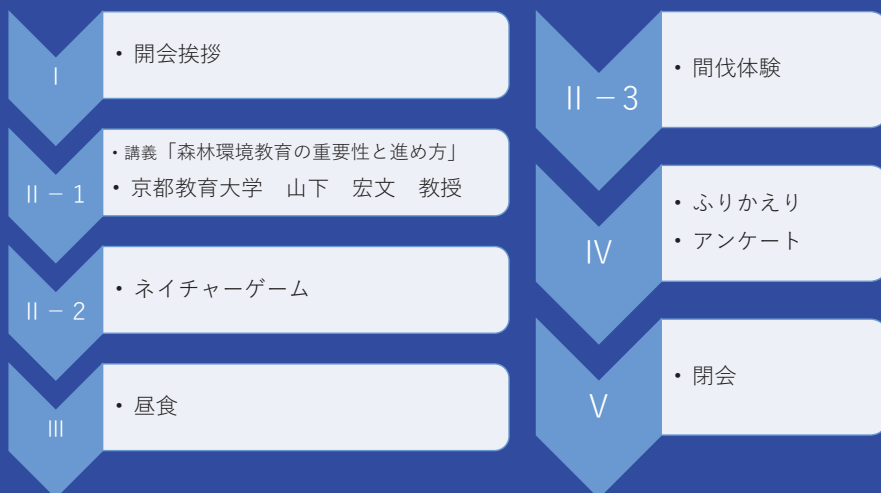 I
• 開会挨拶
II － 1
• 講義「森林環境教育の重要性と進め方」
• 京都教育大学　山下　宏文　教授
II － 2
• ネイチャーゲーム
III
• 昼食
II － 3
• 間伐体験
IV
• ふりかえり
• アンケート
V
• 閉会